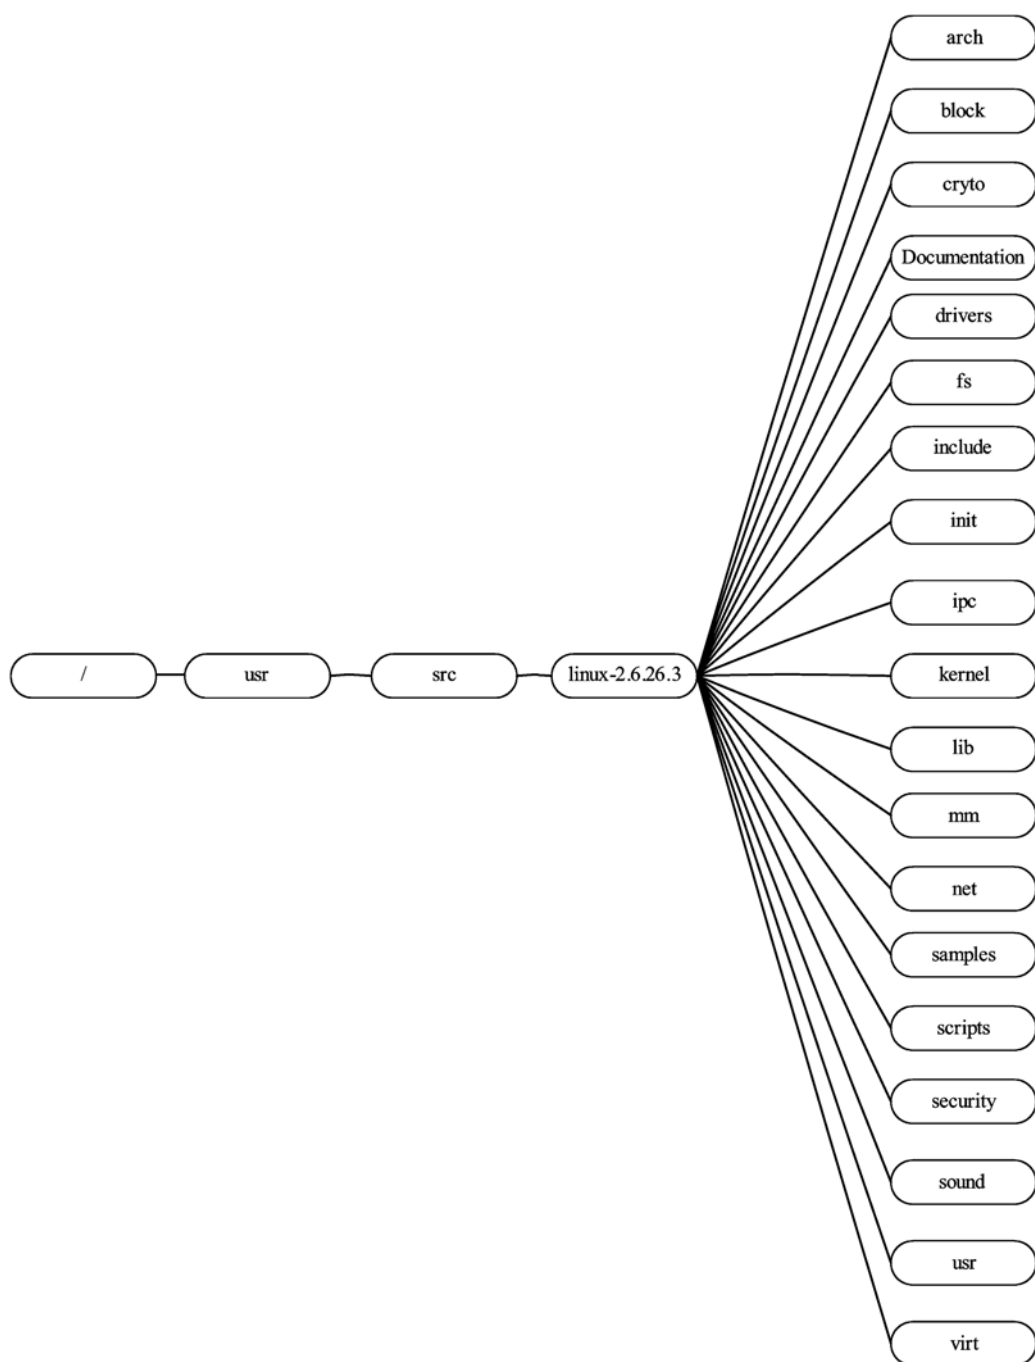 arch
block
cryto
Documentation
drivers
fs
include
init
ipc
/ usr src linux-2.6.26.3 kernel
lib
mm
net
samples
scripts
security
sound
usr
virt